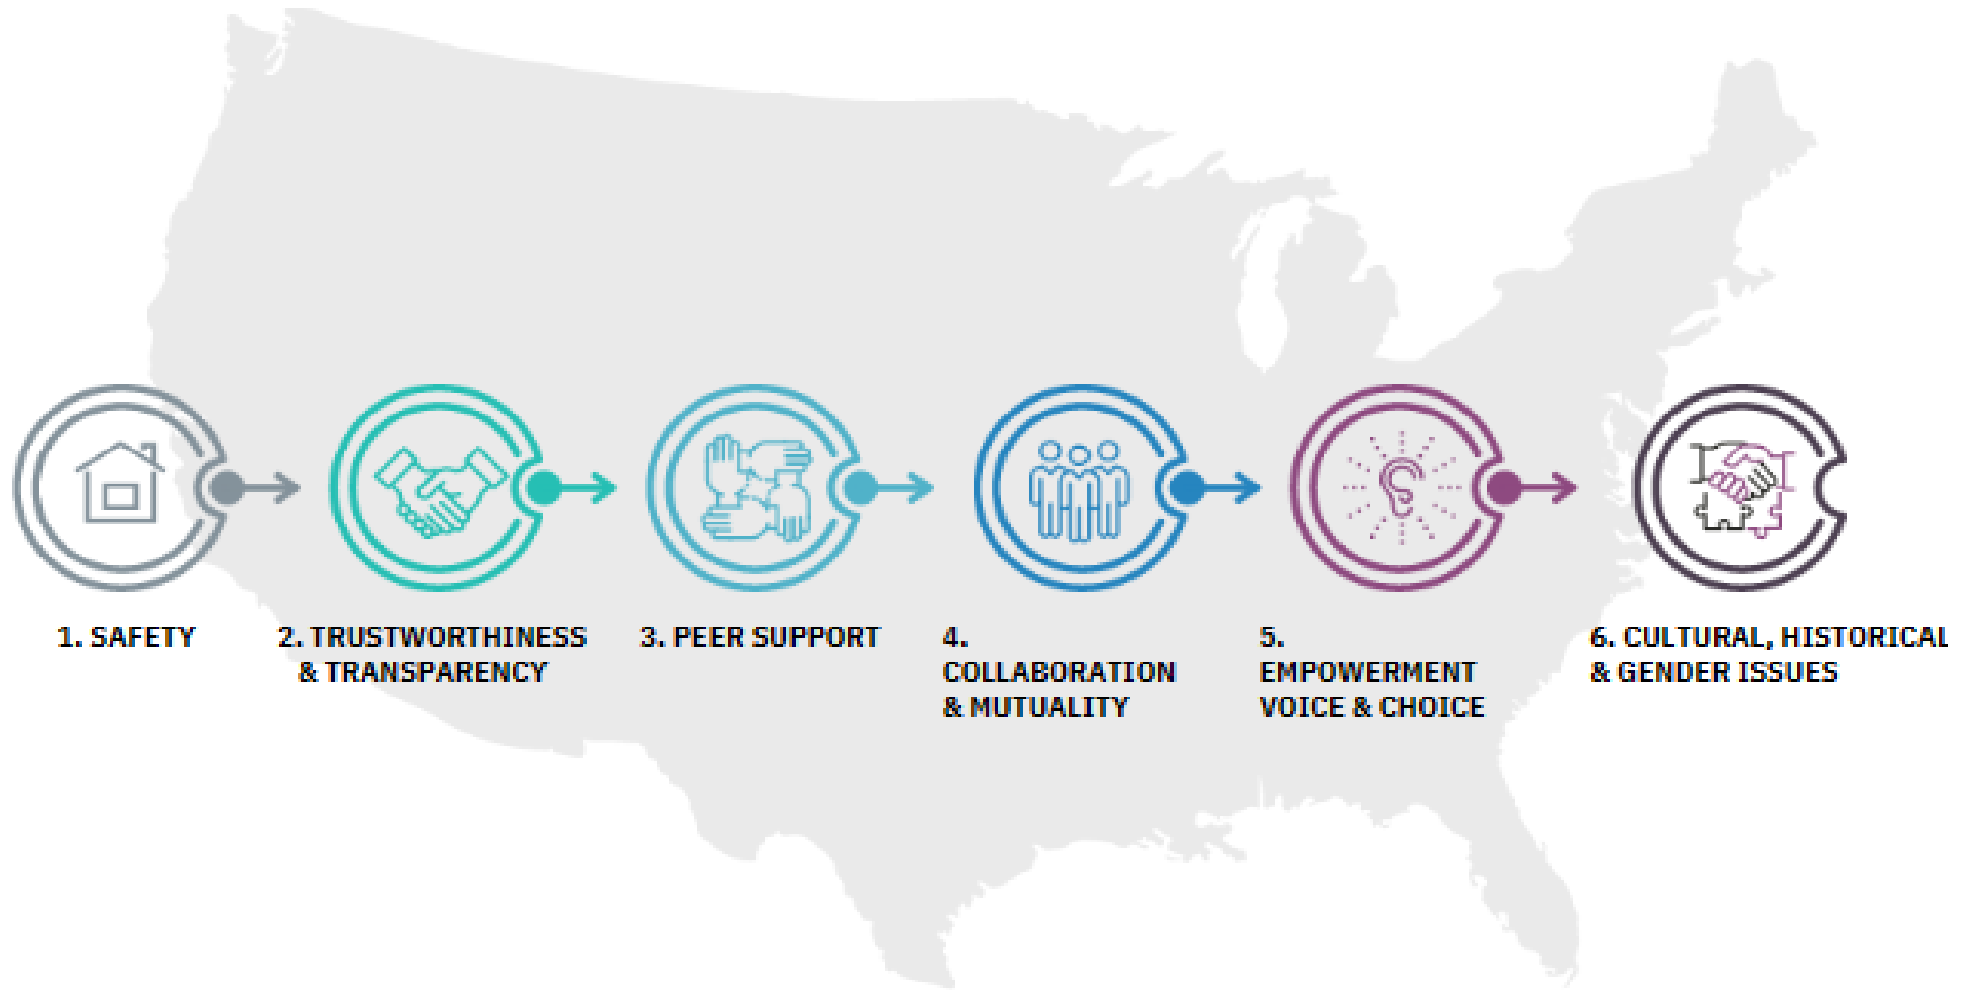 1. SAFETY
2. TRUSTWORTHINESS
& TRANSPARENCY
3. PEER SUPPORT
4.
COLLABORATION
& MUTUALITY
5.
EMPOWERMENT
VOICE & CHOICE
6. CULTURAL, HISTORICAL
& GENDER ISSUES